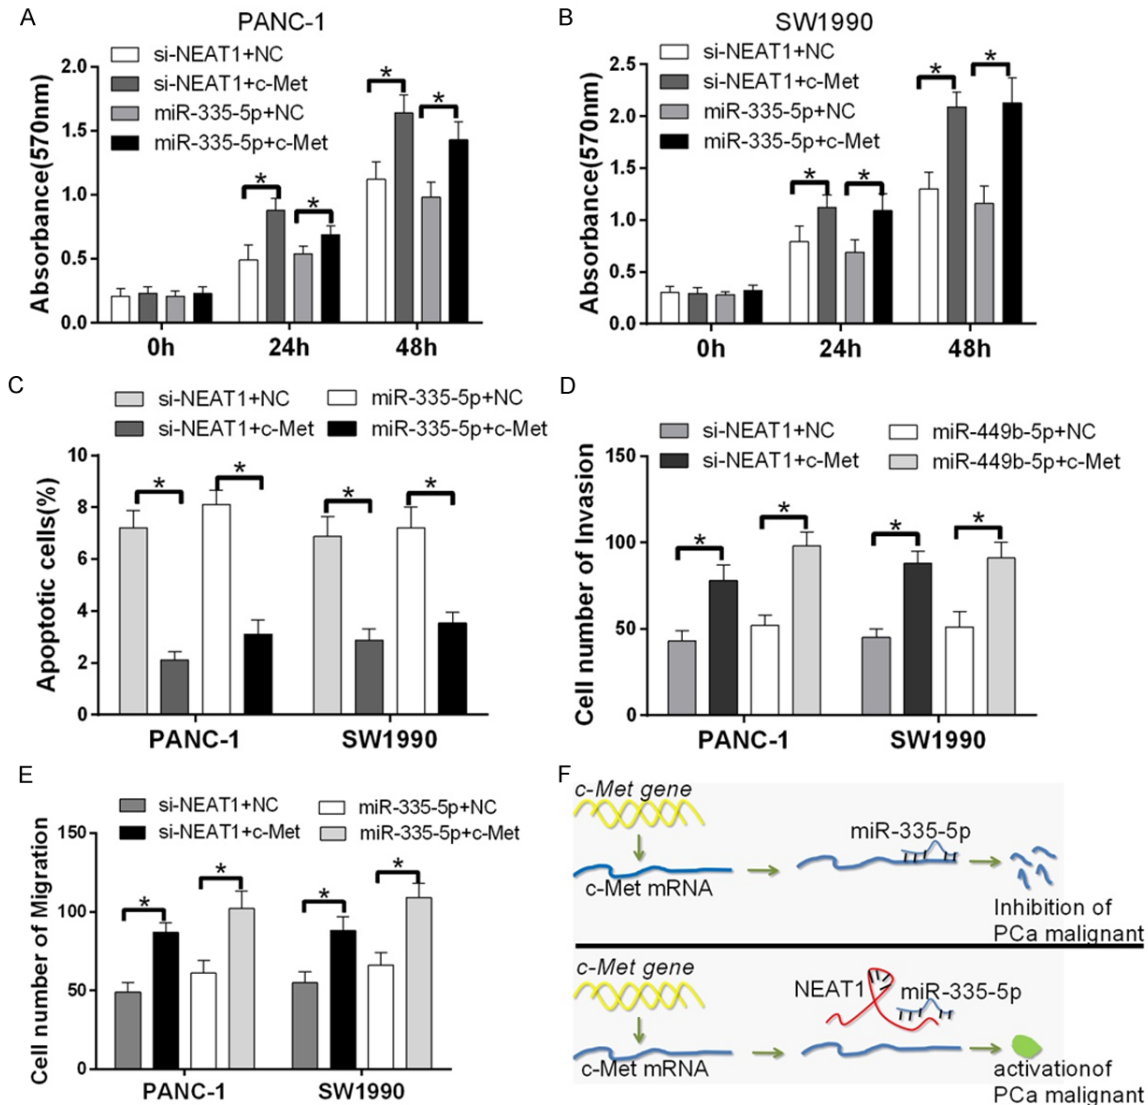 A
PANC-1
si-NEAT1+NC
si-NEAT1+c-Met
miR-335-5p+NC
miR-335-5p+c-Met
Absorbance(570nm)
2.0
1.5
1.0
0.5
0.0
*
*
*
*
0h
24h
48h
B
SW1990
si-NEAT1+NC
si-NEAT1+c-Met
miR-335-5p+NC
miR-335-5p+c-Met
Absorbance(570nm)
2.5
2.0
1.5
1.0
0.5
0.0
*
*
*
*
0h
24h
48h
C
si-NEAT1+NC
miR-335-5p+NC
si-NEAT1+c-Met
miR-335-5p+c-Met
Apoptotic cells(%)
10
8
6
4
2
0
*
*
*
*
PANC-1
SW1990
D
si-NEAT1+NC
miR-449b-5p+NC
si-NEAT1+c-Met
miR-449b-5p+c-Met
Cell number of Invasion
150
100
50
0
*
*
*
*
PANC-1
SW1990
E
si-NEAT1+NC
miR-335-5p+NC
si-NEAT1+c-Met
miR-335-5p+c-Met
Cell number of Migration
150
100
50
0
*
*
*
*
PANC-1
SW1990
F
c-Met gene
miR-335-5p
c-Met mRNA
Inhibition of
PCa malignant
c-Met gene
NEAT1
miR-335-5p
c-Met mRNA
activationof
PCa malignant